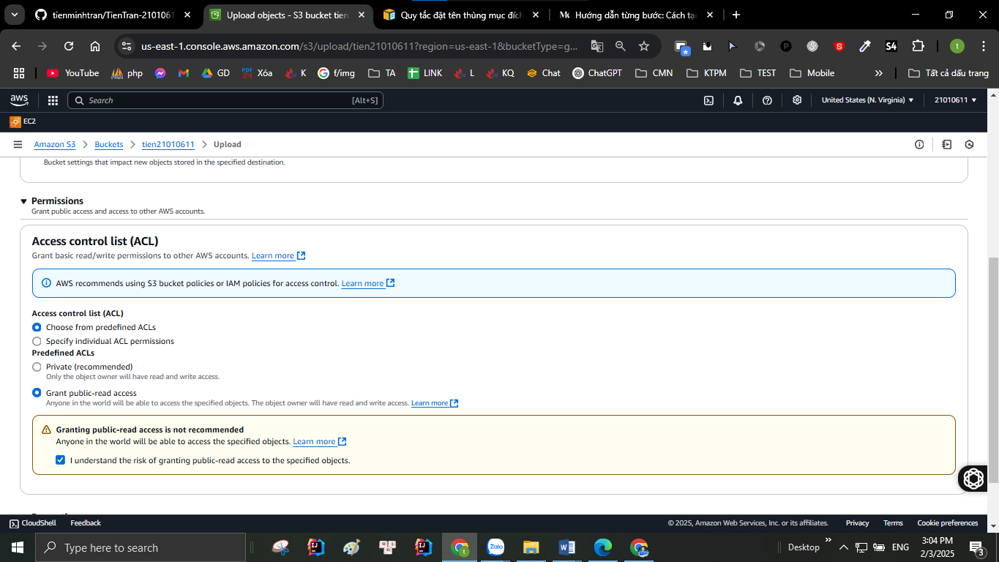 tienminhtran/TienTran-2101061
Upload objects - S3 bucket tien
Quy tắc đặt tên thùng mục đích
Hướng dẫn từng bước: Cách tạ
us-east-1.console.aws.amazon.com/s3/upload/tien21010611?region=us-east-1&bucketType=g...
S4
t
YouTube
php
GD
PDF 24
Xóa
K
f/img
TA
LINK
L
KQ
Chat
ChatGPT
CMN
KTPM
TEST
Mobile
Tất cả dấu trang
aws
Search
[Alt+S]
United States (N. Virginia)
21010611
EC2
Amazon S3
Buckets
tien21010611
Upload
Bucket settings that impact new objects stored in the specified destination.
Permissions
Grant public access and access to other AWS accounts.
Access control list (ACL)
Grant basic read/write permissions to other AWS accounts. Learn more
AWS recommends using S3 bucket policies or IAM policies for access control. Learn more
Access control list (ACL)
Choose from predefined ACLs
Specify individual ACL permissions
Predefined ACLs
Private (recommended)
Only the object owner will have read and write access.
Grant public-read access
Anyone in the world will be able to access the specified objects. The object owner will have read and write access. Learn more
Granting public-read access is not recommended
Anyone in the world will be able to access the specified objects. Learn more
I understand the risk of granting public-read access to the specified objects.
CloudShell
Feedback
© 2025, Amazon Web Services, Inc. or its affiliates.
Privacy
Terms
Cookie preferences
Type here to search
Zalo
Desktop
ENG
3:04 PM
2/3/2025
3